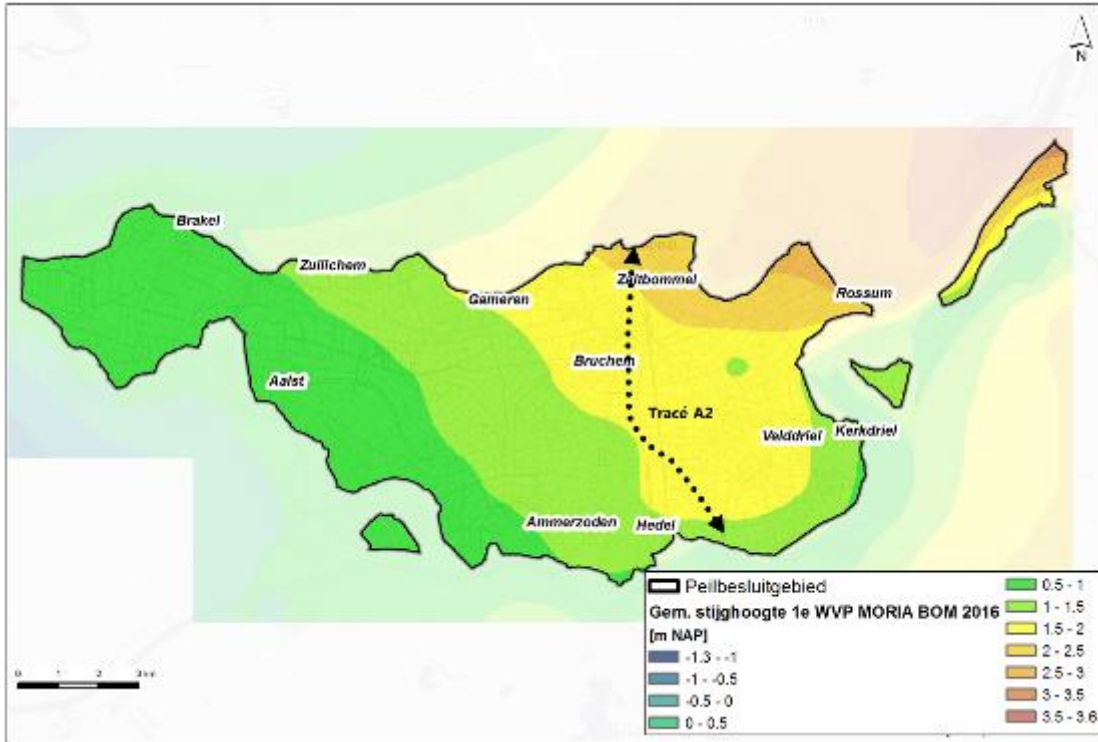 N
Brakel
Zuilichem
Gameren
Zaltbommel
Rossum
Bruchem
Aalst
Tracé A2
Velddriel
Kerkdriel
Ammerzoden
Hedel
Peilbesluitgebied
Gem. stijghoogte 1e WVP MORIA BOM 2016
[m NAP]
-1.3 - -1
-1 - -0.5
-0.5 - 0
0 - 0.5
0.5 - 1
1 - 1.5
1.5 - 2
2 - 2.5
2.5 - 3
3 - 3.5
3.5 - 3.6
0 1 2 3 km